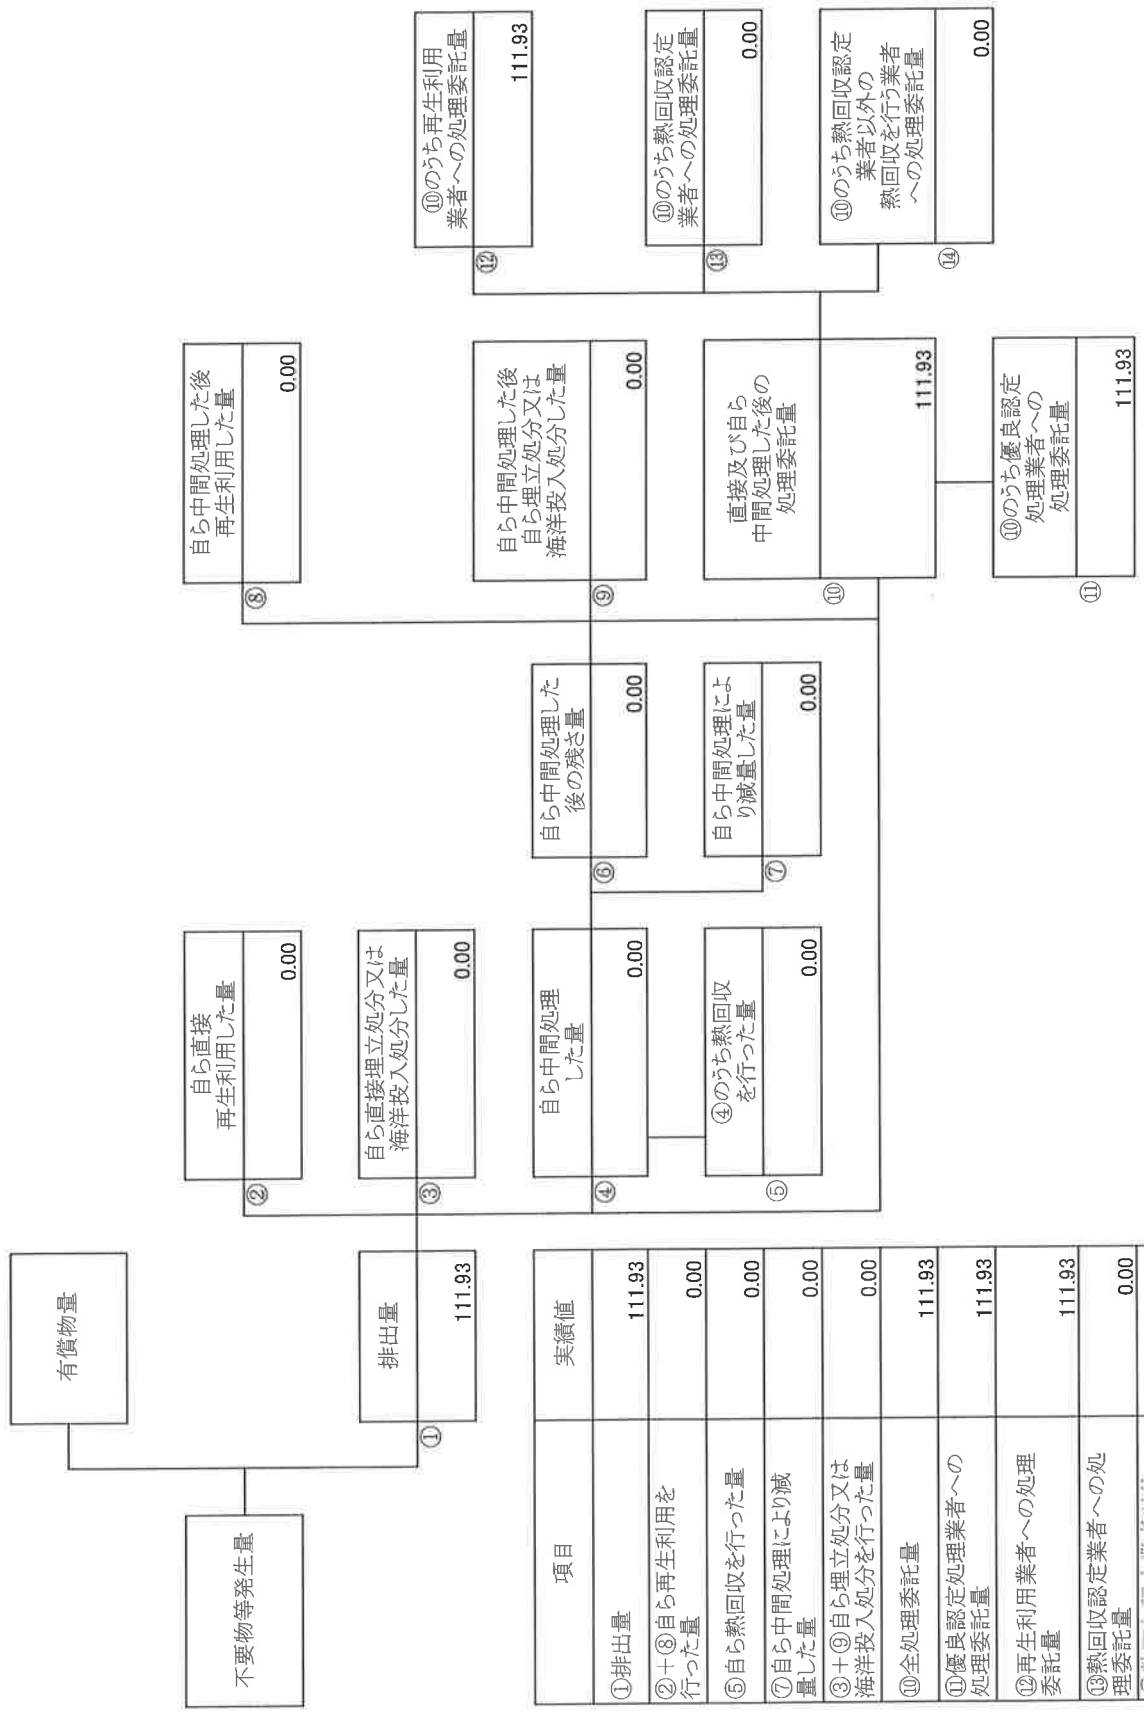 有償物量
不要物等発生量
排出量
①
111.93
自ら直接
再生利用した量
②
0.00
自ら直接埋立処分又は
海洋投入処分した量
③
0.00
自ら中間処理
した量
④
0.00
④のうち熱回収
を行った量
⑤
0.00
自ら中間処理した
後の残さ量
⑥
0.00
自ら中間処理によ
り減量した量
⑦
0.00
自ら中間処理した後
再生利用した量
⑧
0.00
自ら中間処理した後
自ら埋立処分又は
海洋投入処分した量
⑨
0.00
直接及び自ら
中間処理した後の
処理委託量
⑩
111.93
⑩のうち優良認定
処理業者への
処理委託量
⑪
111.93
⑩のうち再生利用
業者への処理委託量
⑫
111.93
⑩のうち熱回収認定
業者への処理委託量
⑬
0.00
⑩のうち熱回収認定
業者以外の
熱回収を行う業者
への処理委託量
⑭
0.00
項目 実績値
①排出量 111.93
②+⑧自ら再生利用を
行った量 0.00
⑤自ら熱回収を行った量 0.00
⑦自ら中間処理により減
量した量 0.00
③+⑨自ら埋立処分又は
海洋投入処分を行った量 0.00
⑩全処理委託量 111.93
⑪優良認定処理業者への
処理委託量 111.93
⑫再生利用業者への処理
委託量 111.93
⑬熱回収認定業者への処
理委託量 0.00